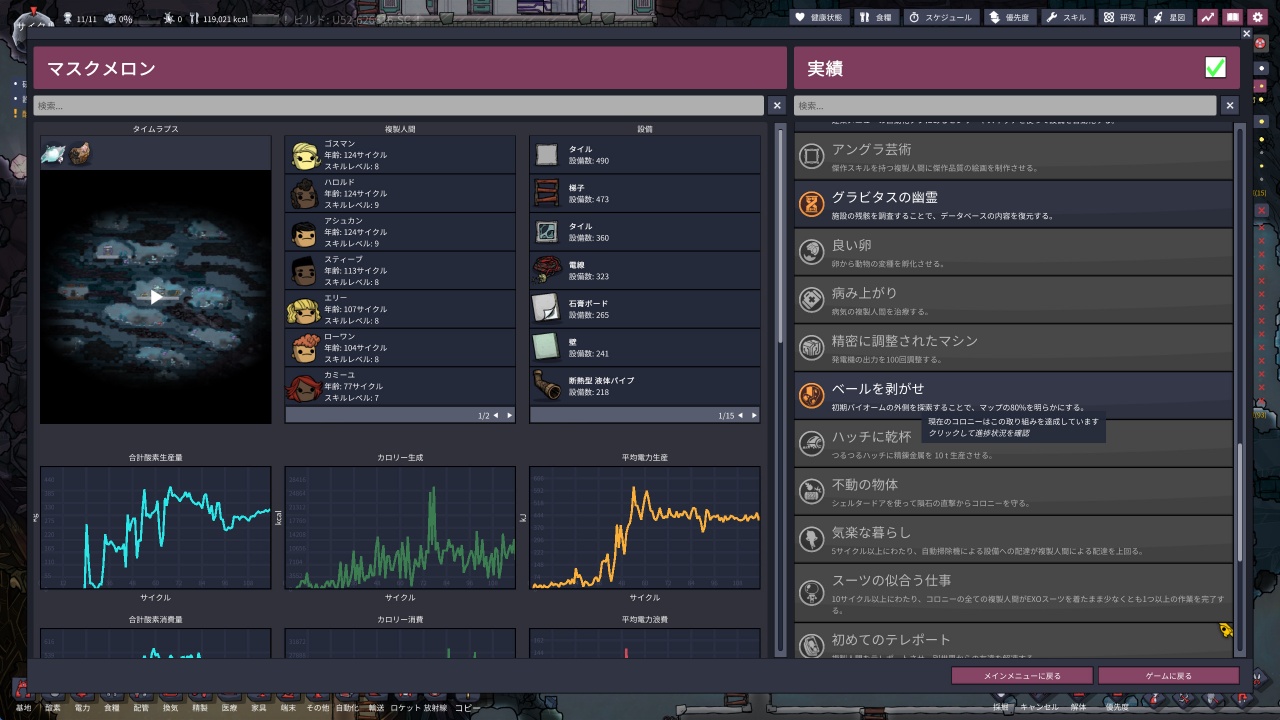 サイクル
11/11
0%
0
119,021 kcal
健康状態
食糧
スケジュール
優先度
スキル
研究
星図
マスクメロン
検索...
タイムラプス
複製人間
設備
ゴスマン
年齢: 124サイクル
スキルレベル: 8
ハロルド
年齢: 124サイクル
スキルレベル: 9
アシュカン
年齢: 124サイクル
スキルレベル: 9
スティーブ
年齢: 113サイクル
スキルレベル: 8
エリー
年齢: 107サイクル
スキルレベル: 8
ローワン
年齢: 104サイクル
スキルレベル: 8
カミーユ
年齢: 77サイクル
スキルレベル: 7
1/2
タイル
設備数: 490
梯子
設備数: 473
タイル
設備数: 360
電線
設備数: 323
石膏ボード
設備数: 265
壁
設備数: 241
断熱型 液体パイプ
設備数: 218
1/15
合計酸素生産量
カロリー生成
平均電力生産
kcal
kJ
サイクル
サイクル
サイクル
合計酸素消費量
カロリー消費
平均電力浪費
実績
検索...
アングラ芸術
傑作スキルを持つ複製人間に傑作品質の絵画を制作させる。
グラビタスの幽霊
施設の残骸を調査することで、データベースの内容を復元する。
良い卵
卵から動物の変種を孵化させる。
病み上がり
病気の複製人間を治療する。
精密に調整されたマシン
発電機の出力を100回調整する。
ベールを剥がせ
初期バイオームの外側を探索することで、マップの80%を明らかにする。
現在のコロニーはこの取り組みを達成しています
クリックして進捗状況を確認
ハッチに乾杯
つるつるハッチに精錬金属を 10 t 生産させる。
不動の物体
シェルタードアを使って隕石の直撃からコロニーを守る。
気楽な暮らし
5サイクル以上にわたり、自動掃除機による設備への配達が複製人間による配達を上回る。
スーツの似合う仕事
10サイクル以上にわたり、コロニーの全ての複製人間がEXOスーツを着たまま少なくとも1つ以上の作業を完了す
る。
初めてのテレポート
メインメニューに戻る
ゲームに戻る
基地
酸素
電力
食糧
配管
換気
精製
医療
家具
端末
その他
自動化
輸送
ロケット
放射線
コピー
採掘
キャンセル
解体
優先度